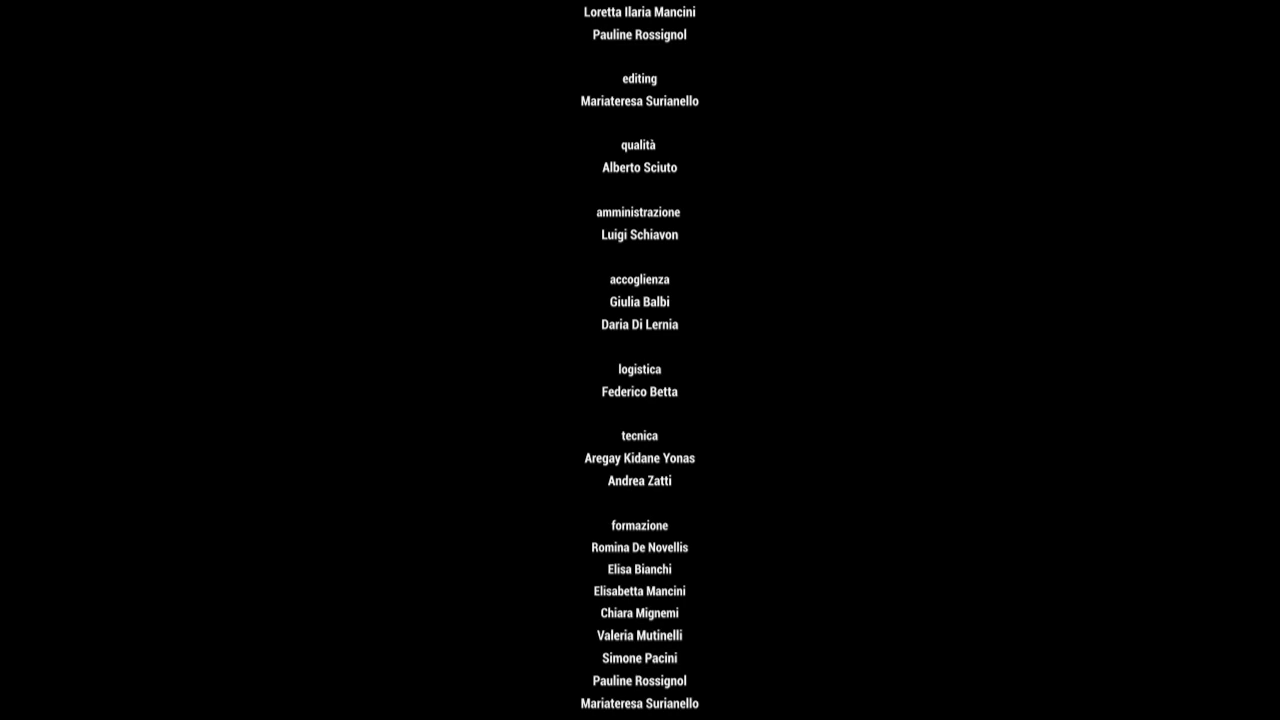 Loretta Ilaria Mancini
Pauline Rossignol
editing
Mariateresa Surianello
qualità
Alberto Sciuto
amministrazione
Luigi Schiavon
accoglienza
Giulia Balbi
Daria Di Lernia
logistica
Federico Betta
tecnica
Aregay Kidane Yonas
Andrea Zatti
formazione
Romina De Novellis
Elisa Bianchi
Elisabetta Mancini
Chiara Mignemi
Valeria Mutinelli
Simone Pacini
Pauline Rossignol
Mariateresa Surianello